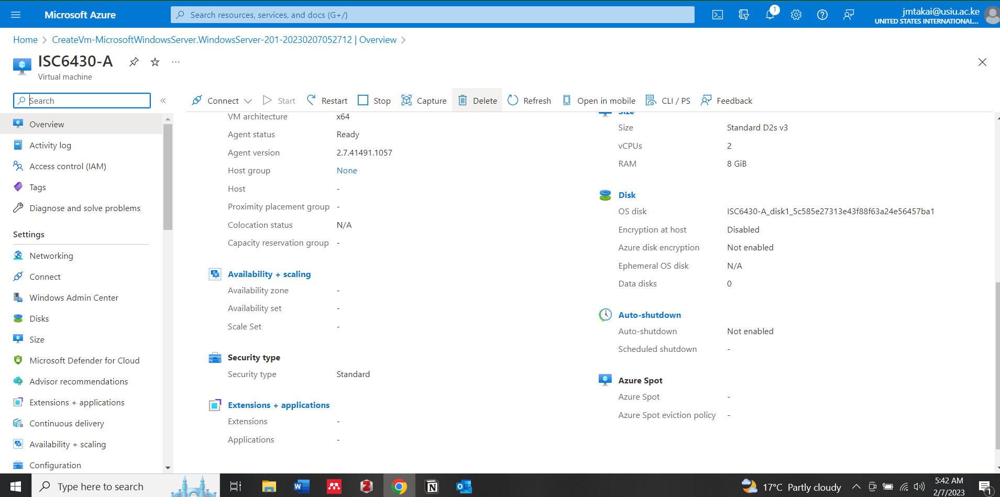 Microsoft Azure
Search resources, services, and docs (G+/)
1
jmtakai@usiu.ac.ke
UNITED STATES INTERNATIONAL...
Home > CreateVm-MicrosoftWindowsServer.WindowsServer-201-20230207052712 | Overview >
ISC6430-A
...
Virtual machine
Search
«
Connect
Start
Restart
Stop
Capture
Delete
Refresh
Open in mobile
CLI / PS
Feedback
Overview
Activity log
Access control (IAM)
Tags
Diagnose and solve problems
Settings
Networking
Connect
Windows Admin Center
Disks
Size
Microsoft Defender for Cloud
Advisor recommendations
Extensions + applications
Continuous delivery
Availability + scaling
Configuration
VM architecture x64
Agent status Ready
Agent version 2.7.41491.1057
Host group None
Host -
Proximity placement group -
Colocation status N/A
Capacity reservation group -
Availability + scaling
Availability zone -
Availability set -
Scale Set -
Security type
Security type Standard
Extensions + applications
Extensions -
Applications -
Size
Size Standard D2s v3
vCPUs 2
RAM 8 GiB
Disk
OS disk ISC6430-A_disk1_5c585e27313e43f88f63a24e56457ba1
Encryption at host Disabled
Azure disk encryption Not enabled
Ephemeral OS disk N/A
Data disks 0
Auto-shutdown
Auto-shutdown Not enabled
Scheduled shutdown -
Azure Spot
Azure Spot -
Azure Spot eviction policy -
Type here to search
17°C Partly cloudy
5:42 AM
2/7/2023
1